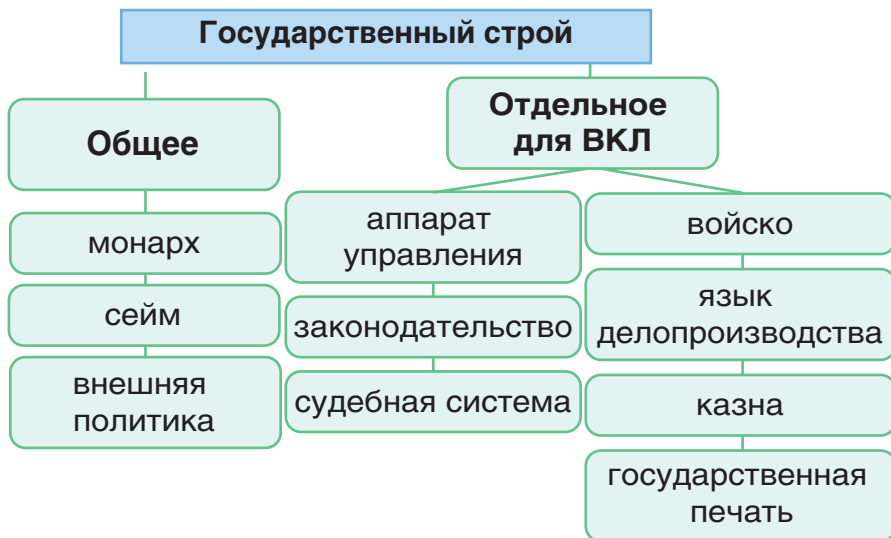 Государственный строй
Общее
монарх
сейм
внешняя
политика
Отдельное
для ВКЛ
аппарат
управления
законодательство
судебная система
войско
язык
делопроизводства
казна
государственная
печать